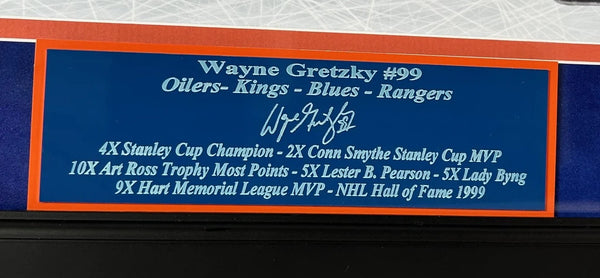 Wayne Gretzky #99
Oilers- Kings - Blues - Rangers
4X Stanley Cup Champion - 2X Conn Smythe Stanley Cup MVP
10X Art Ross Trophy Most Points - 5X Lester B. Pearson - 5X Lady Byng
9X Hart Memorial League MVP - NHL Hall of Fame 1999